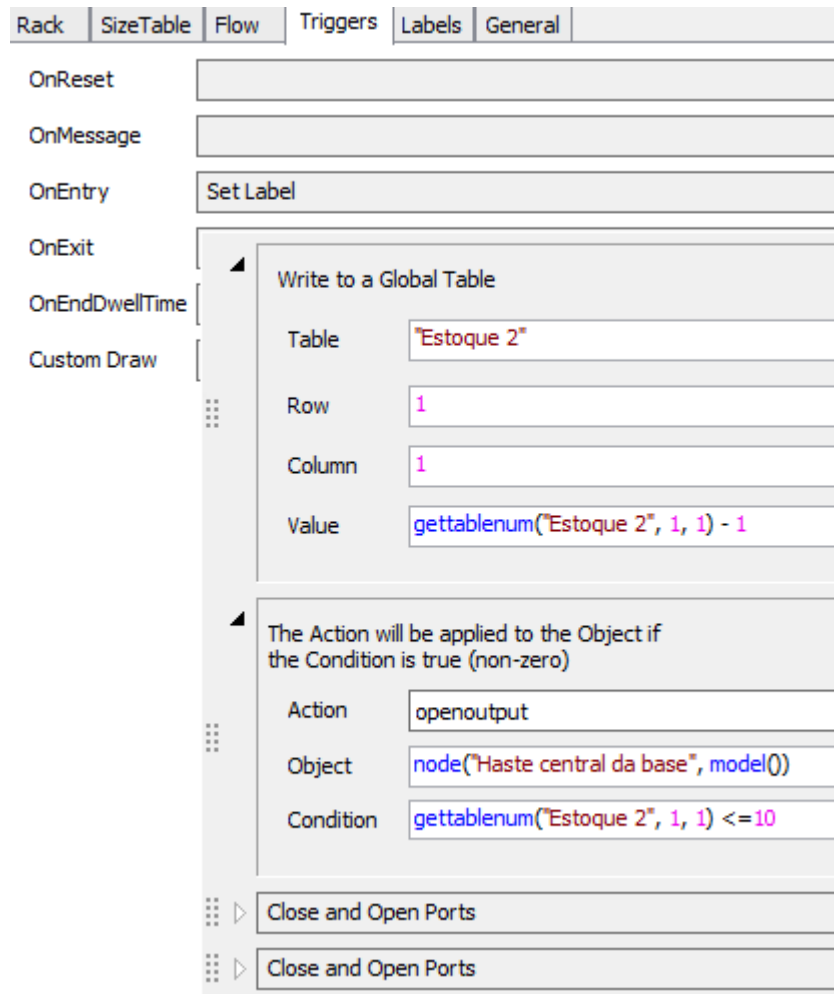 Rack SizeTable Flow Triggers Labels General
OnReset
OnMessage
OnEntry Set Label
OnExit
Write to a Global Table
OnEndDwellTime
Table "Estoque 2"
Custom Draw
Row 1
Column 1
Value gettablenum("Estoque 2", 1, 1) - 1
The Action will be applied to the Object if
the Condition is true (non-zero)
Action openoutput
Object node("Haste central da base", model())
Condition gettablenum("Estoque 2", 1, 1) <=10
Close and Open Ports
Close and Open Ports